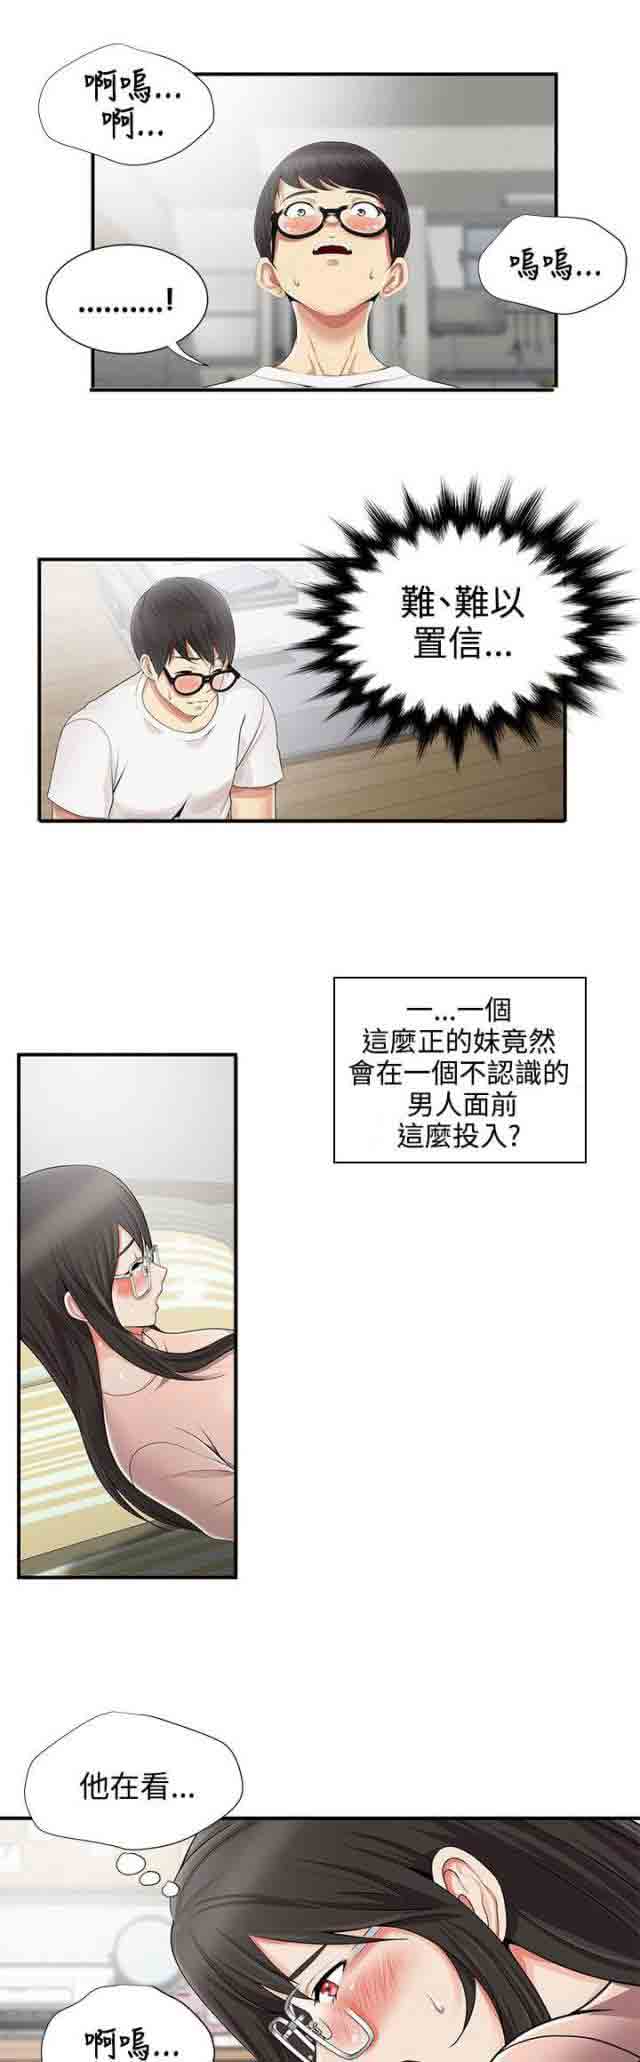 啊嗚...
啊...
嗚嗚...
..........!
難、難以
置信...
一...一個
這麼正的妹竟然
會在一個不認識的
男人面前
這麼投入?
他在看...
啊嗚...